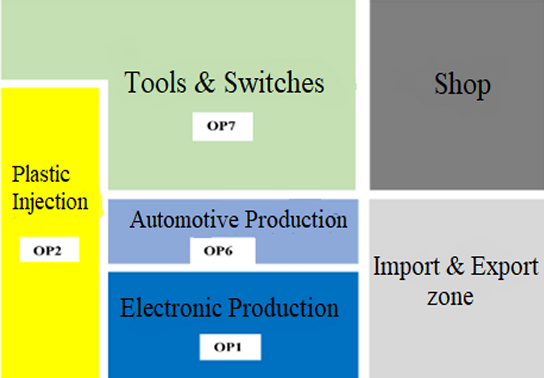 Tools & Switches
OP7
Shop
Plastic
Injection
OP2
Automotive Production
OP6
Import & Export
zone
Electronic Production
OP1